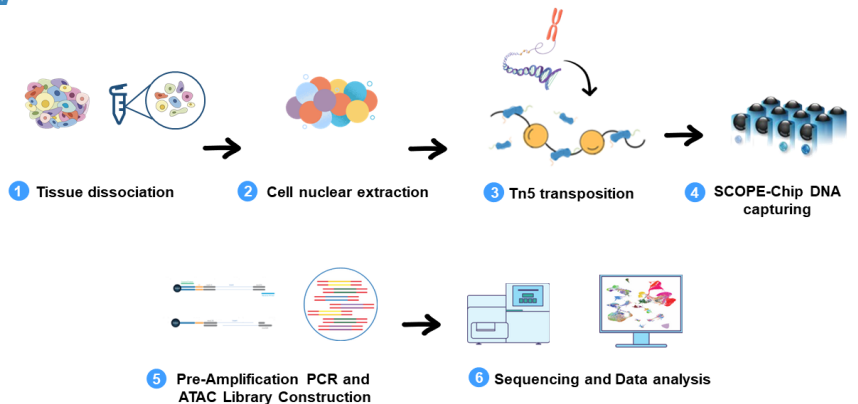 1 Tissue dissociation
2 Cell nuclear extraction
3 Tn5 transposition
4 SCOPE-Chip DNA
capturing
5 Pre-Amplification PCR and
ATAC Library Construction
6 Sequencing and Data analysis